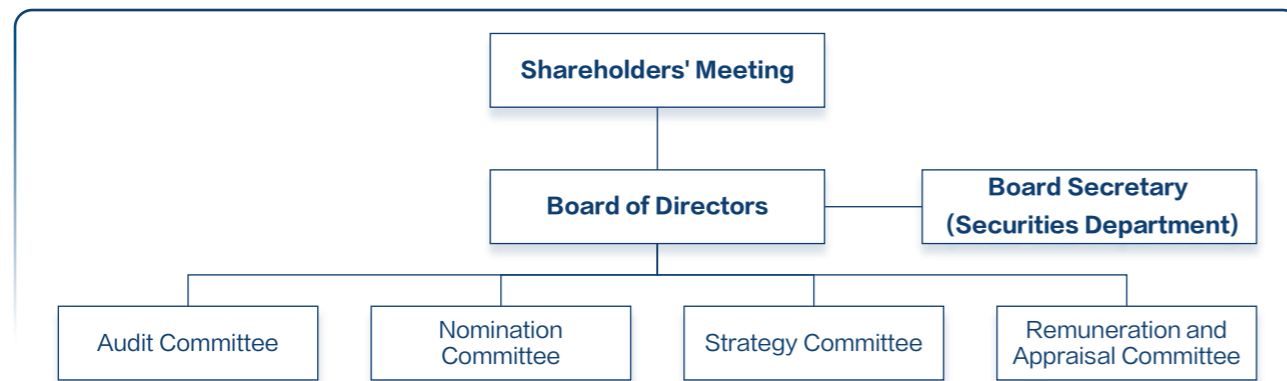 Shareholders' Meeting
Board of Directors
Board Secretary
(Securities Department)
Audit Committee
Nomination
Committee
Strategy Committee
Remuneration and
Appraisal Committee